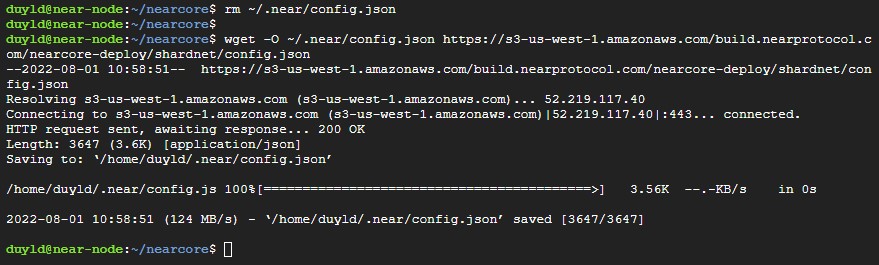 duyld@near-node:~/nearcore$ rm ~/.near/config.json
duyld@near-node:~/nearcore$
duyld@near-node:~/nearcore$ wget -O ~/.near/config.json https://s3-us-west-1.amazonaws.com/build.nearprotocol.c
om/nearcore-deploy/shardnet/config.json
--2022-08-01 10:58:51--  https://s3-us-west-1.amazonaws.com/build.nearprotocol.com/nearcore-deploy/shardnet/con
fig.json
Resolving s3-us-west-1.amazonaws.com (s3-us-west-1.amazonaws.com)... 52.219.117.40
Connecting to s3-us-west-1.amazonaws.com (s3-us-west-1.amazonaws.com)|52.219.117.40|:443... connected.
HTTP request sent, awaiting response... 200 OK
Length: 3647 (3.6K) [application/json]
Saving to: ‘/home/duyld/.near/config.json’
/home/duyld/.near/config.js 100%[==========================================>]   3.56K  --.-KB/s    in 0s
2022-08-01 10:58:51 (124 MB/s) - ‘/home/duyld/.near/config.json’ saved [3647/3647]
duyld@near-node:~/nearcore$